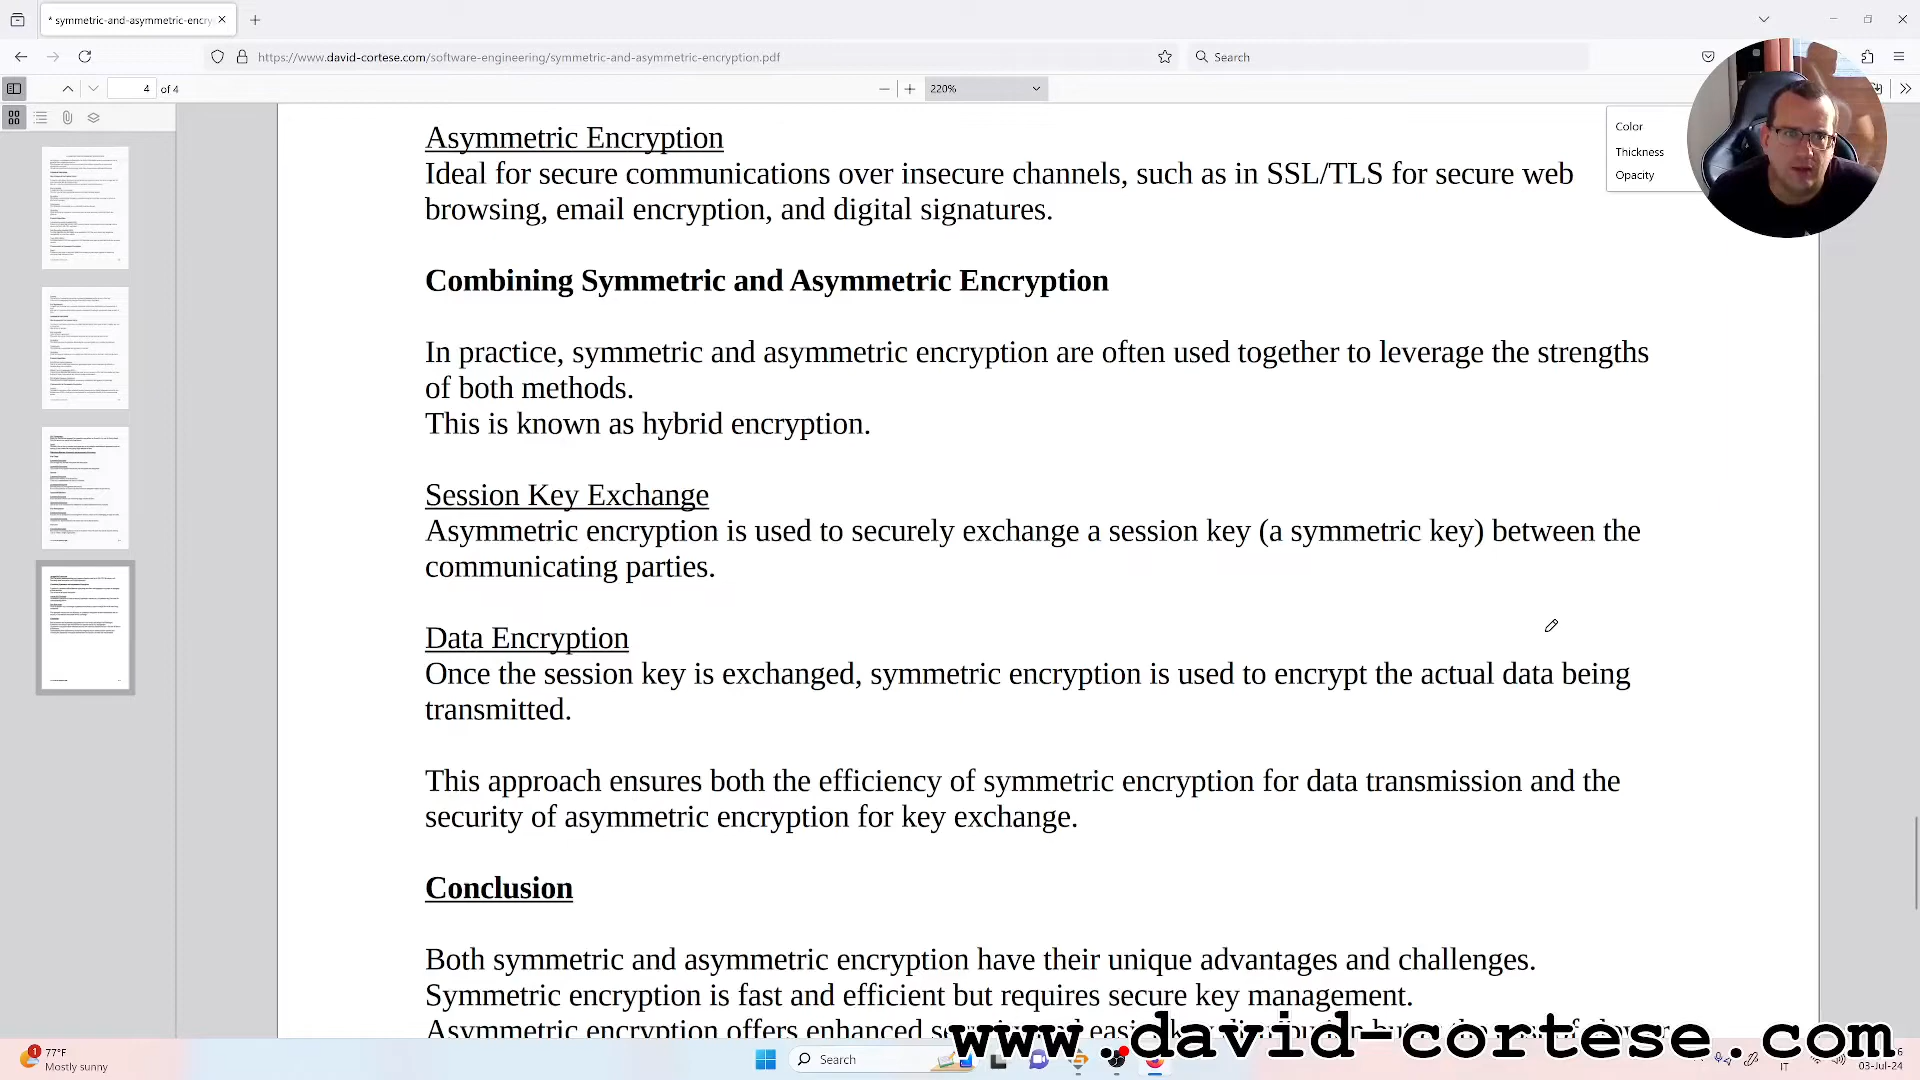 * symmetric-and-asymmetric-encry
https://www.david-cortese.com/software-engineering/symmetric-and-asymmetric-encryption.pdf
Search
4 of 4
220%
Color
Thickness
Opacity
Asymmetric Encryption
Ideal for secure communications over insecure channels, such as in SSL/TLS for secure web
browsing, email encryption, and digital signatures.
Combining Symmetric and Asymmetric Encryption
In practice, symmetric and asymmetric encryption are often used together to leverage the strengths
of both methods.
This is known as hybrid encryption.
Session Key Exchange
Asymmetric encryption is used to securely exchange a session key (a symmetric key) between the
communicating parties.
Data Encryption
Once the session key is exchanged, symmetric encryption is used to encrypt the actual data being
transmitted.
This approach ensures both the efficiency of symmetric encryption for data transmission and the
security of asymmetric encryption for key exchange.
Conclusion
Both symmetric and asymmetric encryption have their unique advantages and challenges.
Symmetric encryption is fast and efficient but requires secure key management.
Asymmetric encryption offers enhanced
www.david-cortese.com
1
77°F
Mostly sunny
Search
IT
03-Jul-24